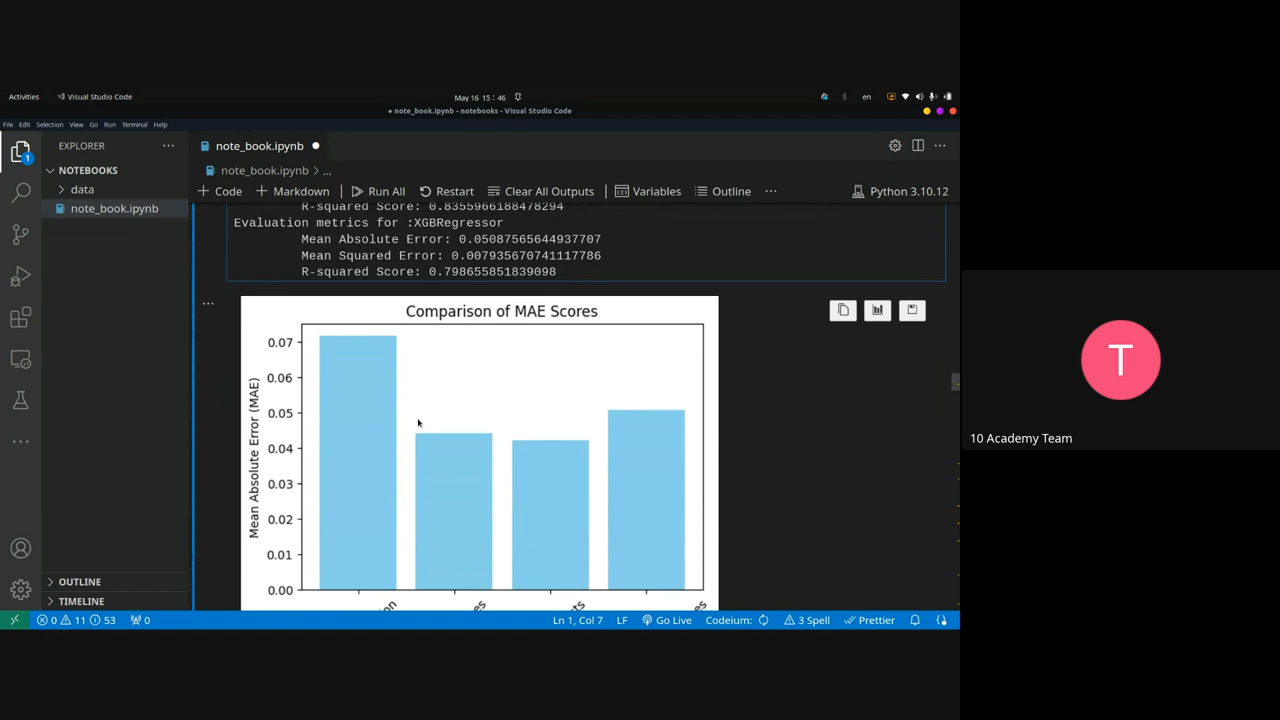 Activities
Visual Studio Code
May 16 15 : 46
en
● note_book.ipynb - notebooks - Visual Studio Code
File Edit Selection View Go Run Terminal Help
EXPLORER
note_book.ipynb
NOTEBOOKS
note_book.ipynb > ...
data
Code
Markdown
Run All
Restart
Clear All Outputs
Variables
Outline
Python 3.10.12
note_book.ipynb
R-squared Score: 0.8355966188478294
Evaluation metrics for :XGBRegressor
Mean Absolute Error: 0.05087565644937707
Mean Squared Error: 0.007935670741117786
R-squared Score: 0.798655851839098
Comparison of MAE Scores
Mean Absolute Error (MAE)
0.07
0.06
0.05
0.04
0.03
0.02
0.01
0.00
T
10 Academy Team
OUTLINE
TIMELINE
1
0 11 53
0
Ln 1, Col 7
LF
Go Live
Codeium:
3 Spell
Prettier